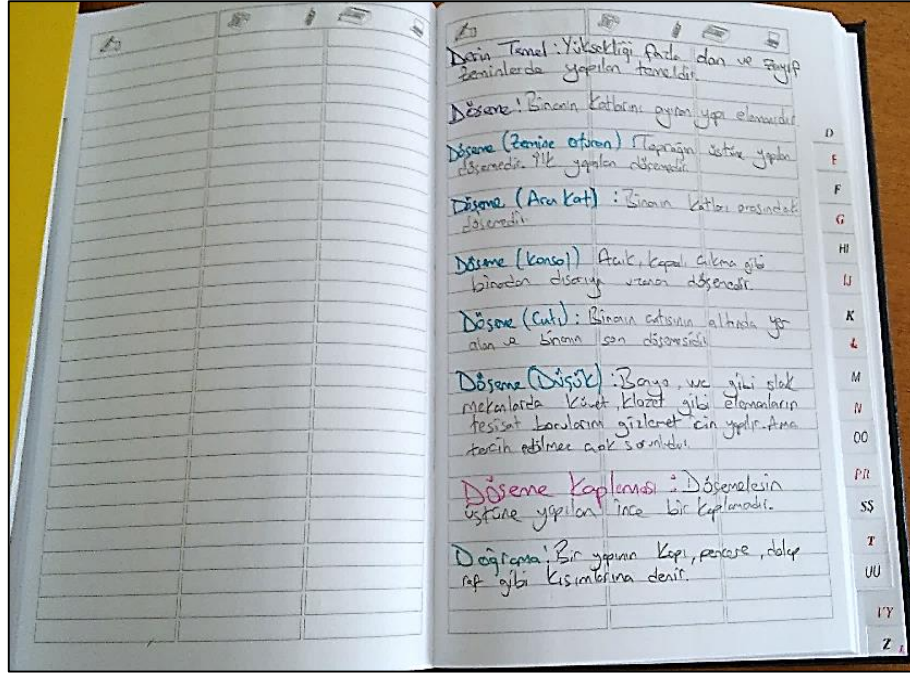 Derin Temel : Yüksekliği fazla olan ve zayıf
zeminlerde yapılan temeldir.
Döşeme : Binanın katlarını ayıran yapı elemanıdır.
Döşeme (Zemine oturan) : Toprağın üstüne yapılan
döşemedir. İlk yapılan döşemedir.
Döşeme (Ara Kat) : Binanın katları arasındaki
döşemedir.
Döşeme (Konsol) Açık, kapalı çıkma gibi
binadan dışarıya uzanan döşemedir.
Döşeme (Çatı) : Binanın çatısının altında yer
alan ve binanın son döşemesidir.
Döşeme (Düşük) : Banyo, wc gibi ıslak
mekanlarda küvet, klozet gibi elemanların
tesisat borularını gizlemek için yapılır. Ama
tercih edilmez çok sorunludur.
Döşeme Kaplaması : Döşemelesin
üstüne yapılan ince bir kaplamadır.
Doğrama : Bir yapının kapı, pencere, dolap
raf gibi kısımlarına denir.
D
E
F
G
HI
IJ
K
L
M
N
OÖ
PR
SŞ
T
UÜ
VY
Z